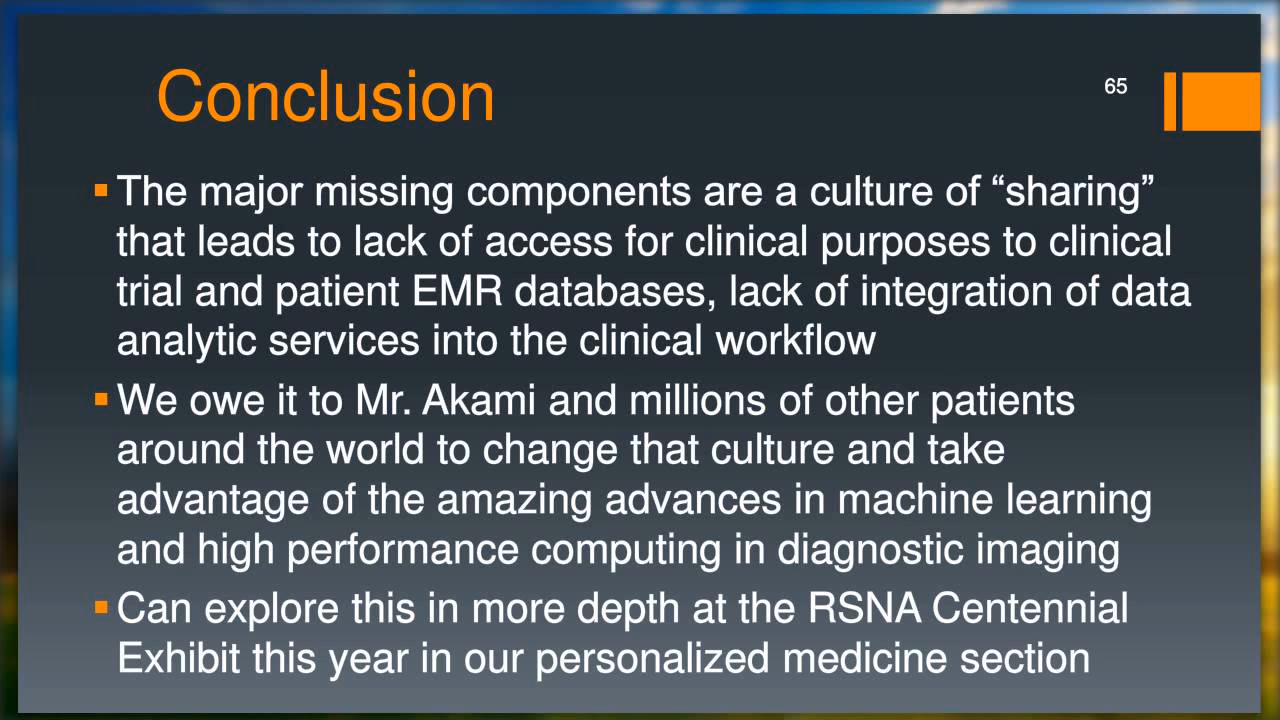 Conclusion
65
▪ The major missing components are a culture of “sharing”
that leads to lack of access for clinical purposes to clinical
trial and patient EMR databases, lack of integration of data
analytic services into the clinical workflow
▪ We owe it to Mr. Akami and millions of other patients
around the world to change that culture and take
advantage of the amazing advances in machine learning
and high performance computing in diagnostic imaging
▪ Can explore this in more depth at the RSNA Centennial
Exhibit this year in our personalized medicine section